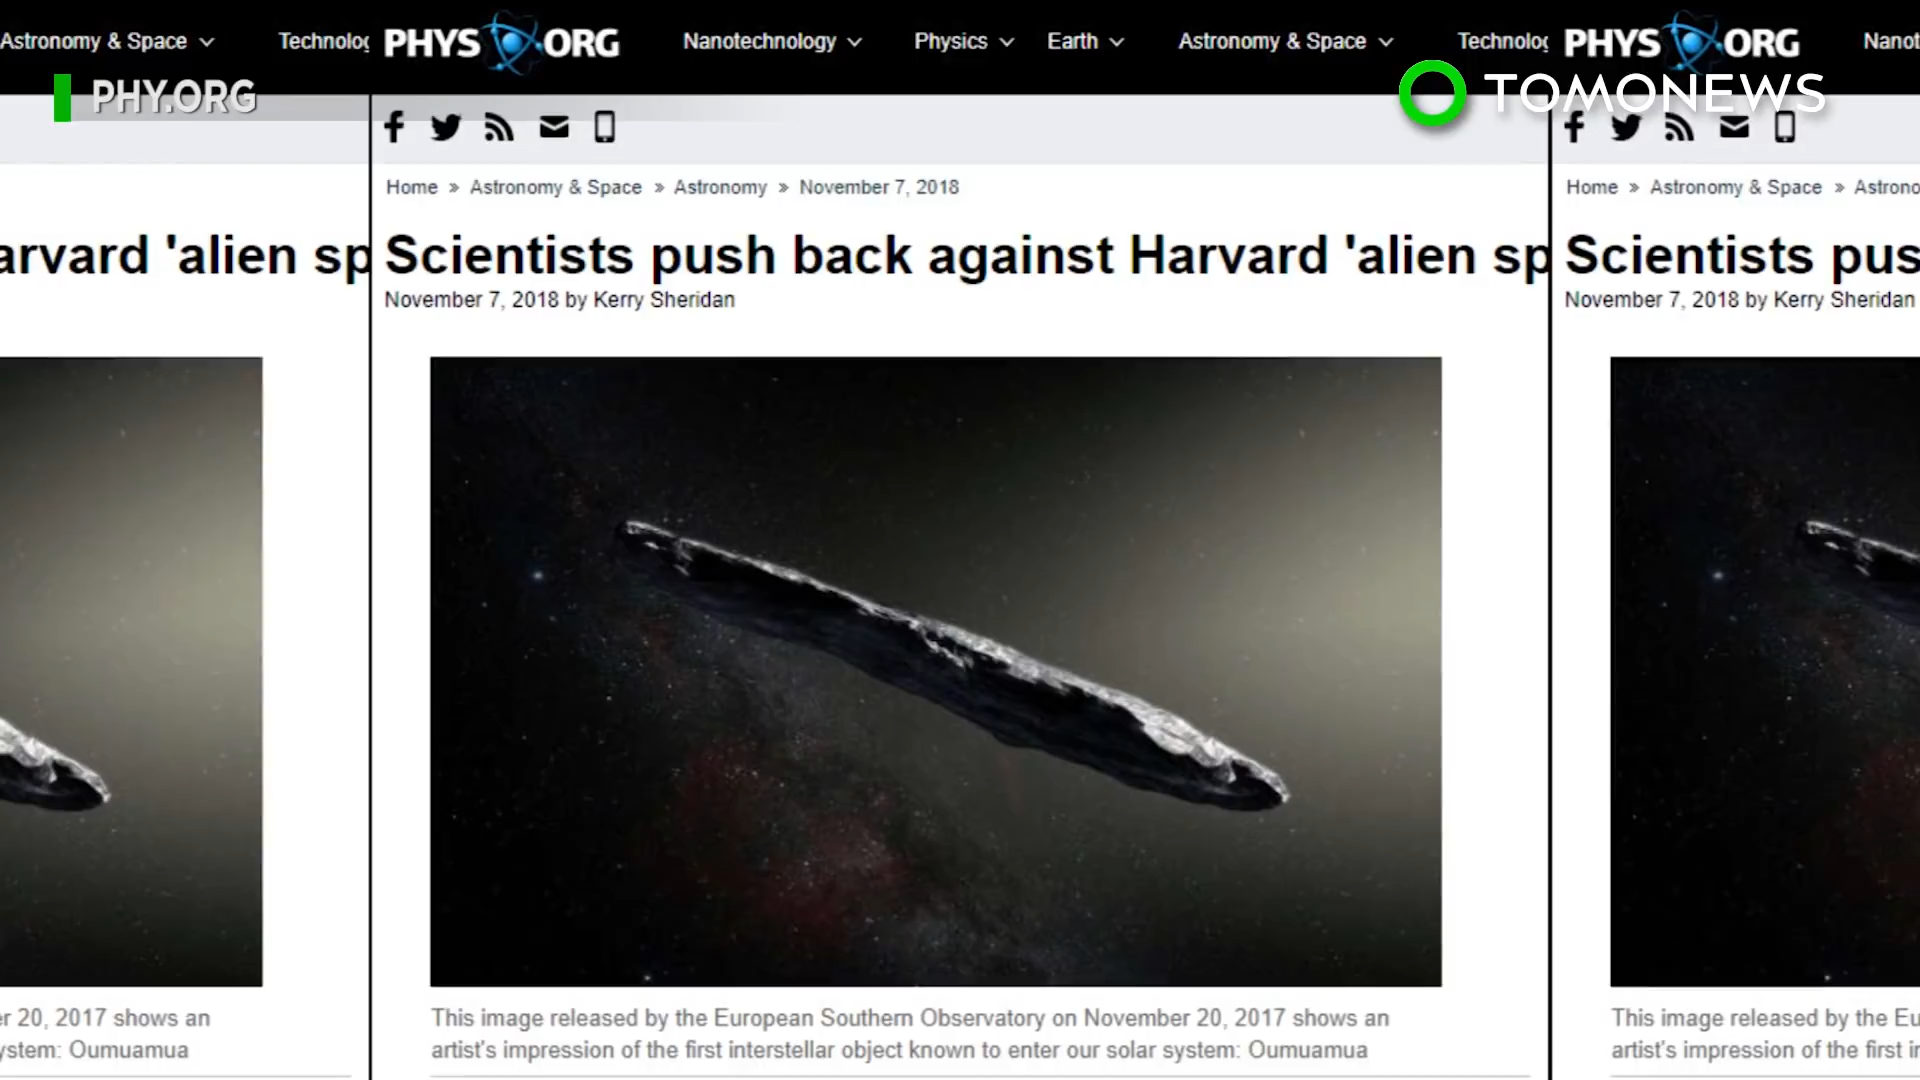 Astronomy & Space
Technolog
PHYS.ORG
Nanotechnology
Physics
Earth
Astronomy & Space
Technolog
PHYS.ORG
Nanot
PHY.ORG
TOMONEWS
Home » Astronomy & Space » Astronomy » November 7, 2018
Home » Astronomy & Space » Astrono
arvard 'alien sp
Scientists push back against Harvard 'alien sp
Scientists pus
November 7, 2018 by Kerry Sheridan
November 7, 2018 by Kerry Sheridan
er 20, 2017 shows an
ystem: Oumuamua
This image released by the European Southern Observatory on November 20, 2017 shows an
artist's impression of the first interstellar object known to enter our solar system: Oumuamua
This image released by the Eu
artist's impression of the first in